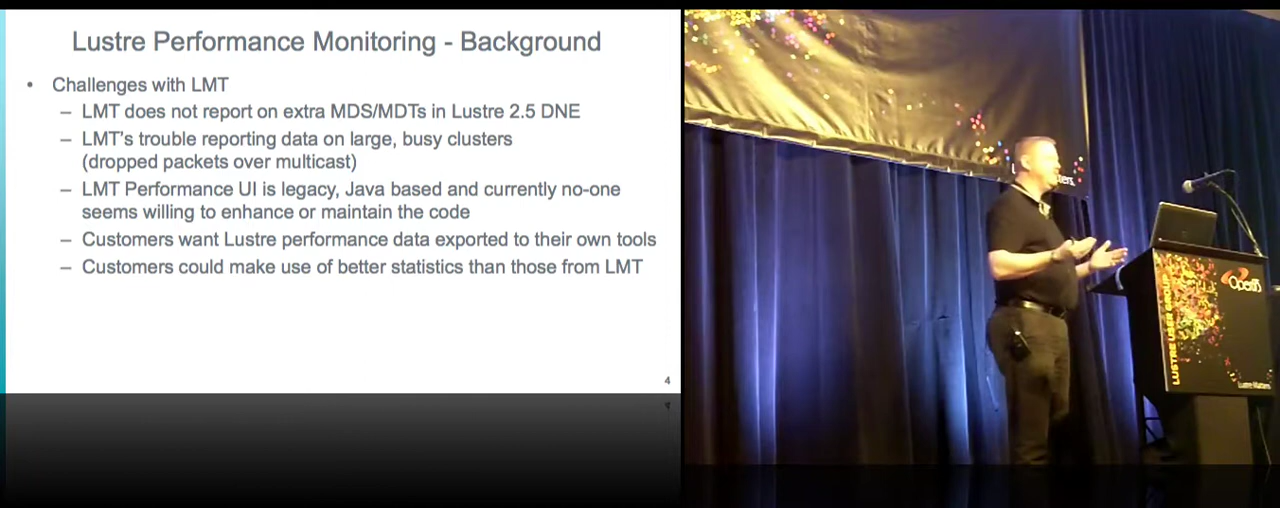 Lustre Performance Monitoring - Background
• Challenges with LMT
– LMT does not report on extra MDS/MDTs in Lustre 2.5 DNE
– LMT's trouble reporting data on large, busy clusters
(dropped packets over multicast)
– LMT Performance UI is legacy, Java based and currently no-one
seems willing to enhance or maintain the code
– Customers want Lustre performance data exported to their own tools
– Customers could make use of better statistics than those from LMT
4
OpenSFS
LUSTRE USER GROUP
Lustre Matters.